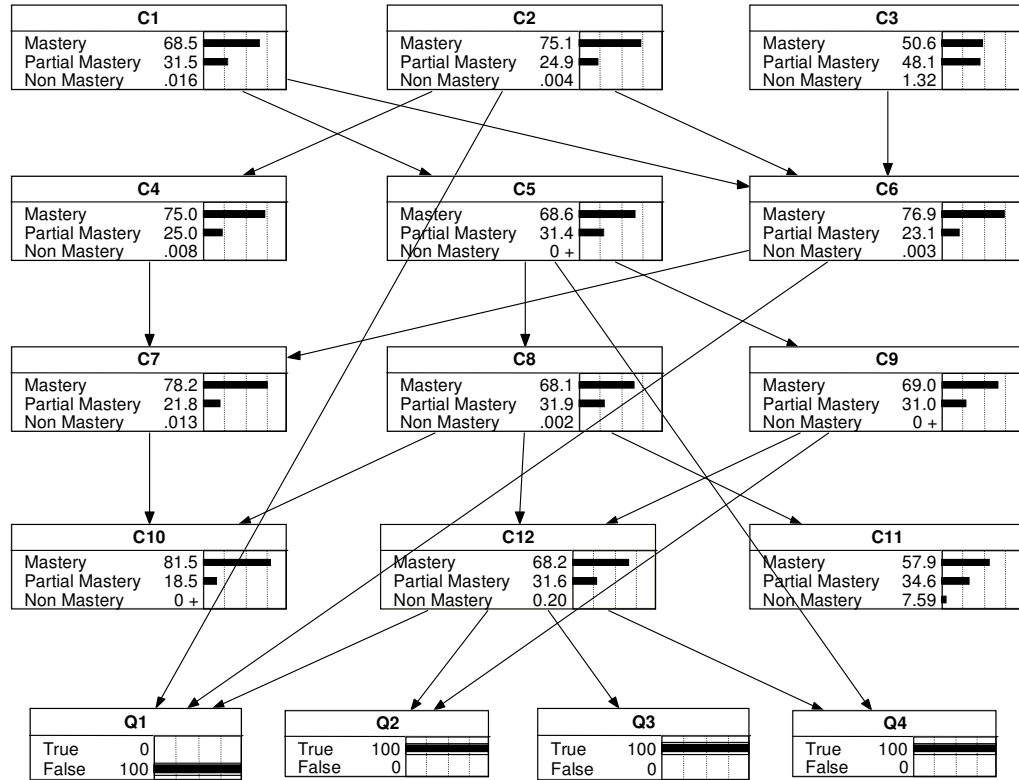 C1
Mastery 68.5
Partial Mastery 31.5
Non Mastery .016
C2
Mastery 75.1
Partial Mastery 24.9
Non Mastery .004
C3
Mastery 50.6
Partial Mastery 48.1
Non Mastery 1.32
C4
Mastery 75.0
Partial Mastery 25.0
Non Mastery .008
C5
Mastery 68.6
Partial Mastery 31.4
Non Mastery 0 +
C6
Mastery 76.9
Partial Mastery 23.1
Non Mastery .003
C7
Mastery 78.2
Partial Mastery 21.8
Non Mastery .013
C8
Mastery 68.1
Partial Mastery 31.9
Non Mastery .002
C9
Mastery 69.0
Partial Mastery 31.0
Non Mastery 0 +
C10
Mastery 81.5
Partial Mastery 18.5
Non Mastery 0 +
C12
Mastery 68.2
Partial Mastery 31.6
Non Mastery 0.20
C11
Mastery 57.9
Partial Mastery 34.6
Non Mastery 7.59
Q1
True 0
False 100
Q2
True 100
False 0
Q3
True 100
False 0
Q4
True 100
False 0